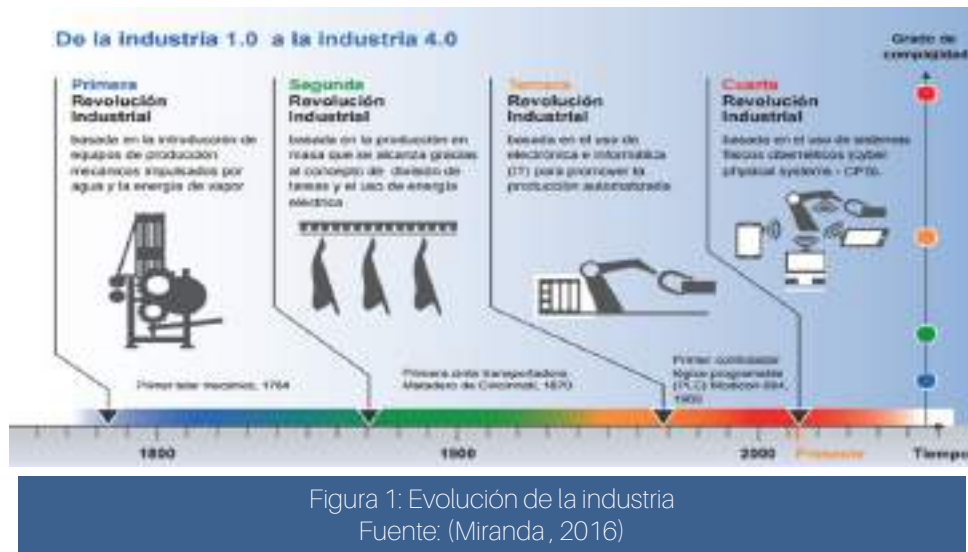 De la industria 1.0 a la industria 4.0
Grado de
complejidad
Primera
Revolución
Industrial
basada en la introducción de
equipos de producción
mecánicos impulsados por
agua y la energía de vapor
Segunda
Revolución
Industrial
basada en la producción en
masa que se alcanza gracias
al concepto de división de
tareas y el uso de energía
eléctrica
Tercera
Revolución
Industrial
basada en el uso de
electrónica e informática
(IT) para promover la
producción automatizada
Cuarta
Revolución
Industrial
basada en el uso de sistemas
físicos cibernéticos (cyber
physical systems - CPS).
Primer telar mecánico, 1784
Primera cinta transportadora
Matadero de Cincinnati, 1870
Primer controlador
lógico programable
(PLC) Modicon 084,
1969
1800
1900
2000
Presente
Tiempo
Figura 1: Evolución de la industria
Fuente: (Miranda , 2016)